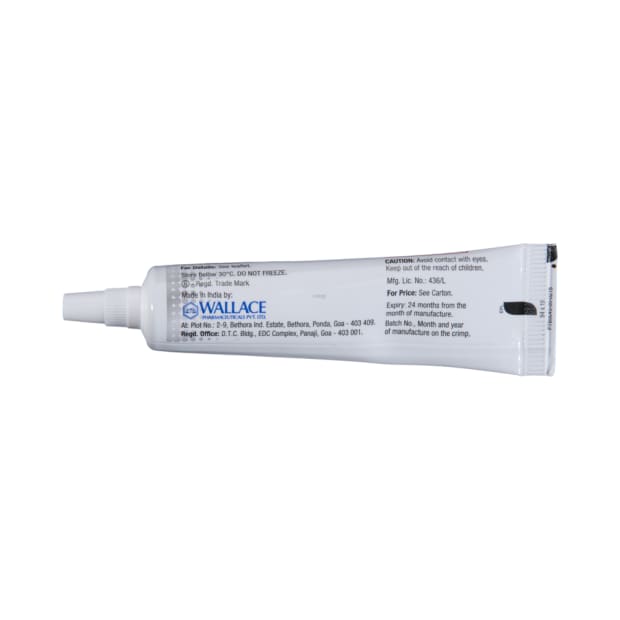 For Details: See leaflet.
Store below 30°C. DO NOT FREEZE.
® - Regd. Trade Mark
Made in India by:
WALLACE
PHARMACEUTICALS PVT. LTD.
At: Plot No.: 2-9, Bethora Ind. Estate, Bethora, Ponda, Goa - 403 409.
Regd. Office: D.T.C. Bldg., EDC Complex, Panaji, Goa - 403 001.
CAUTION: Avoid contact with eyes.
Keep out of the reach of children.
Mfg. Lic. No.: 436/L
For Price: See Carton.
Expiry: 24 months from the
month of manufacture.
Batch No., Month and year
of manufacture on the crimp.